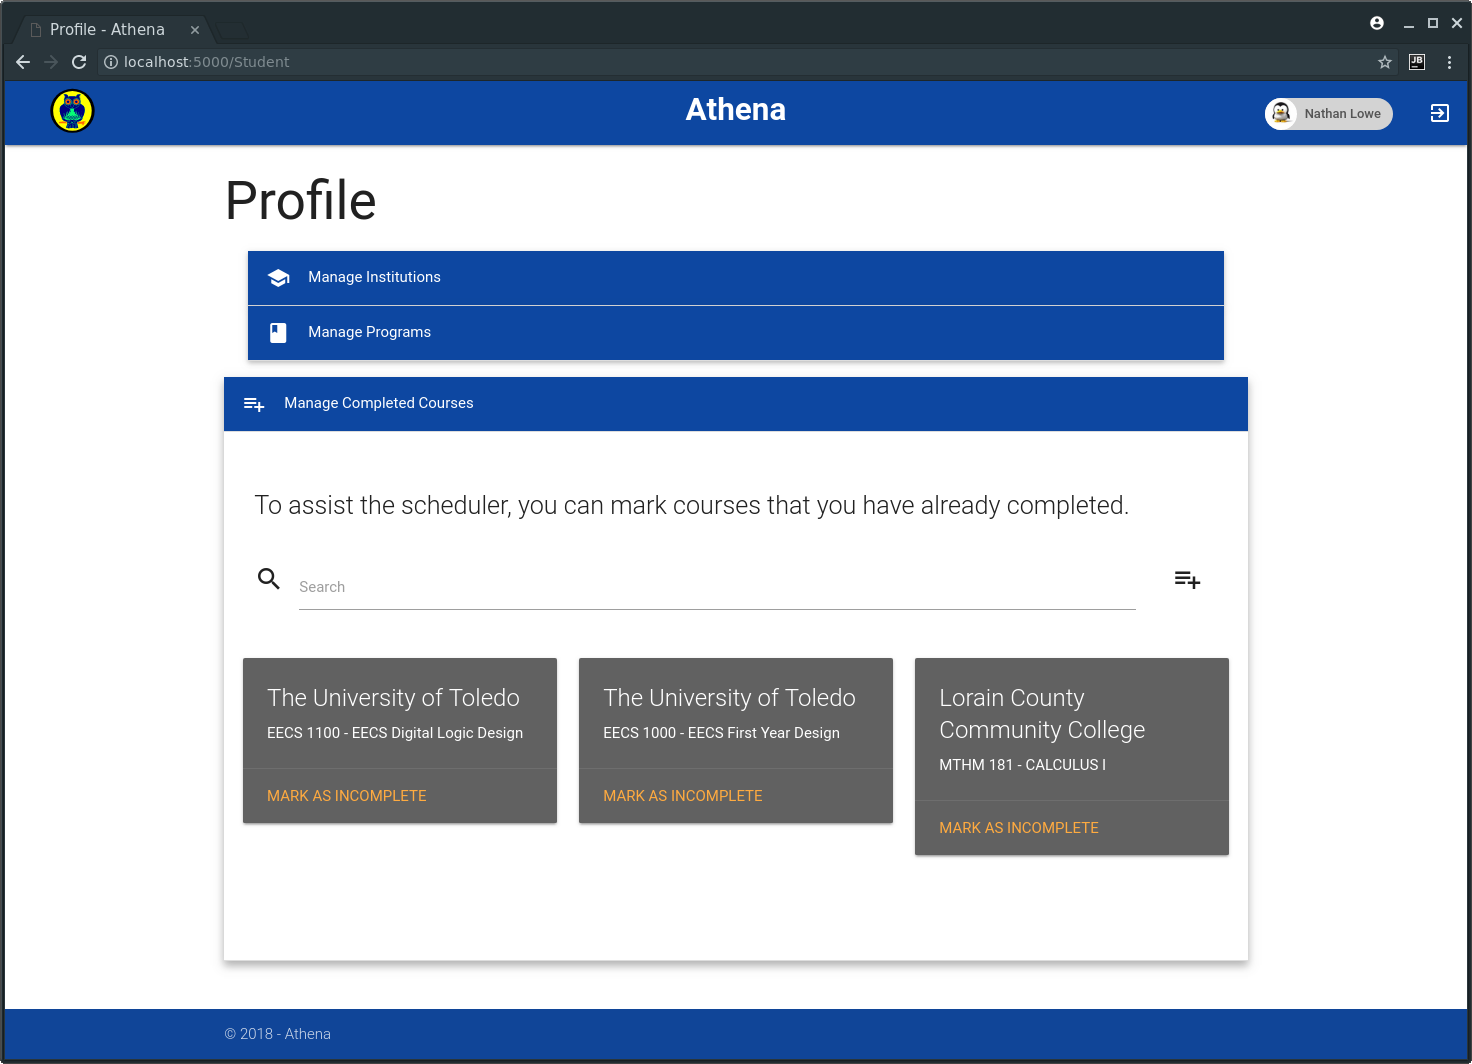 Profile - Athena
localhost:5000/Student
JB
Athena
Nathan Lowe
Profile
Manage Institutions
Manage Programs
Manage Completed Courses
To assist the scheduler, you can mark courses that you have already completed.
Search
The University of Toledo
EECS 1100 - EECS Digital Logic Design
MARK AS INCOMPLETE
The University of Toledo
EECS 1000 - EECS First Year Design
MARK AS INCOMPLETE
Lorain County
Community College
MTHM 181 - CALCULUS I
MARK AS INCOMPLETE
© 2018 - Athena